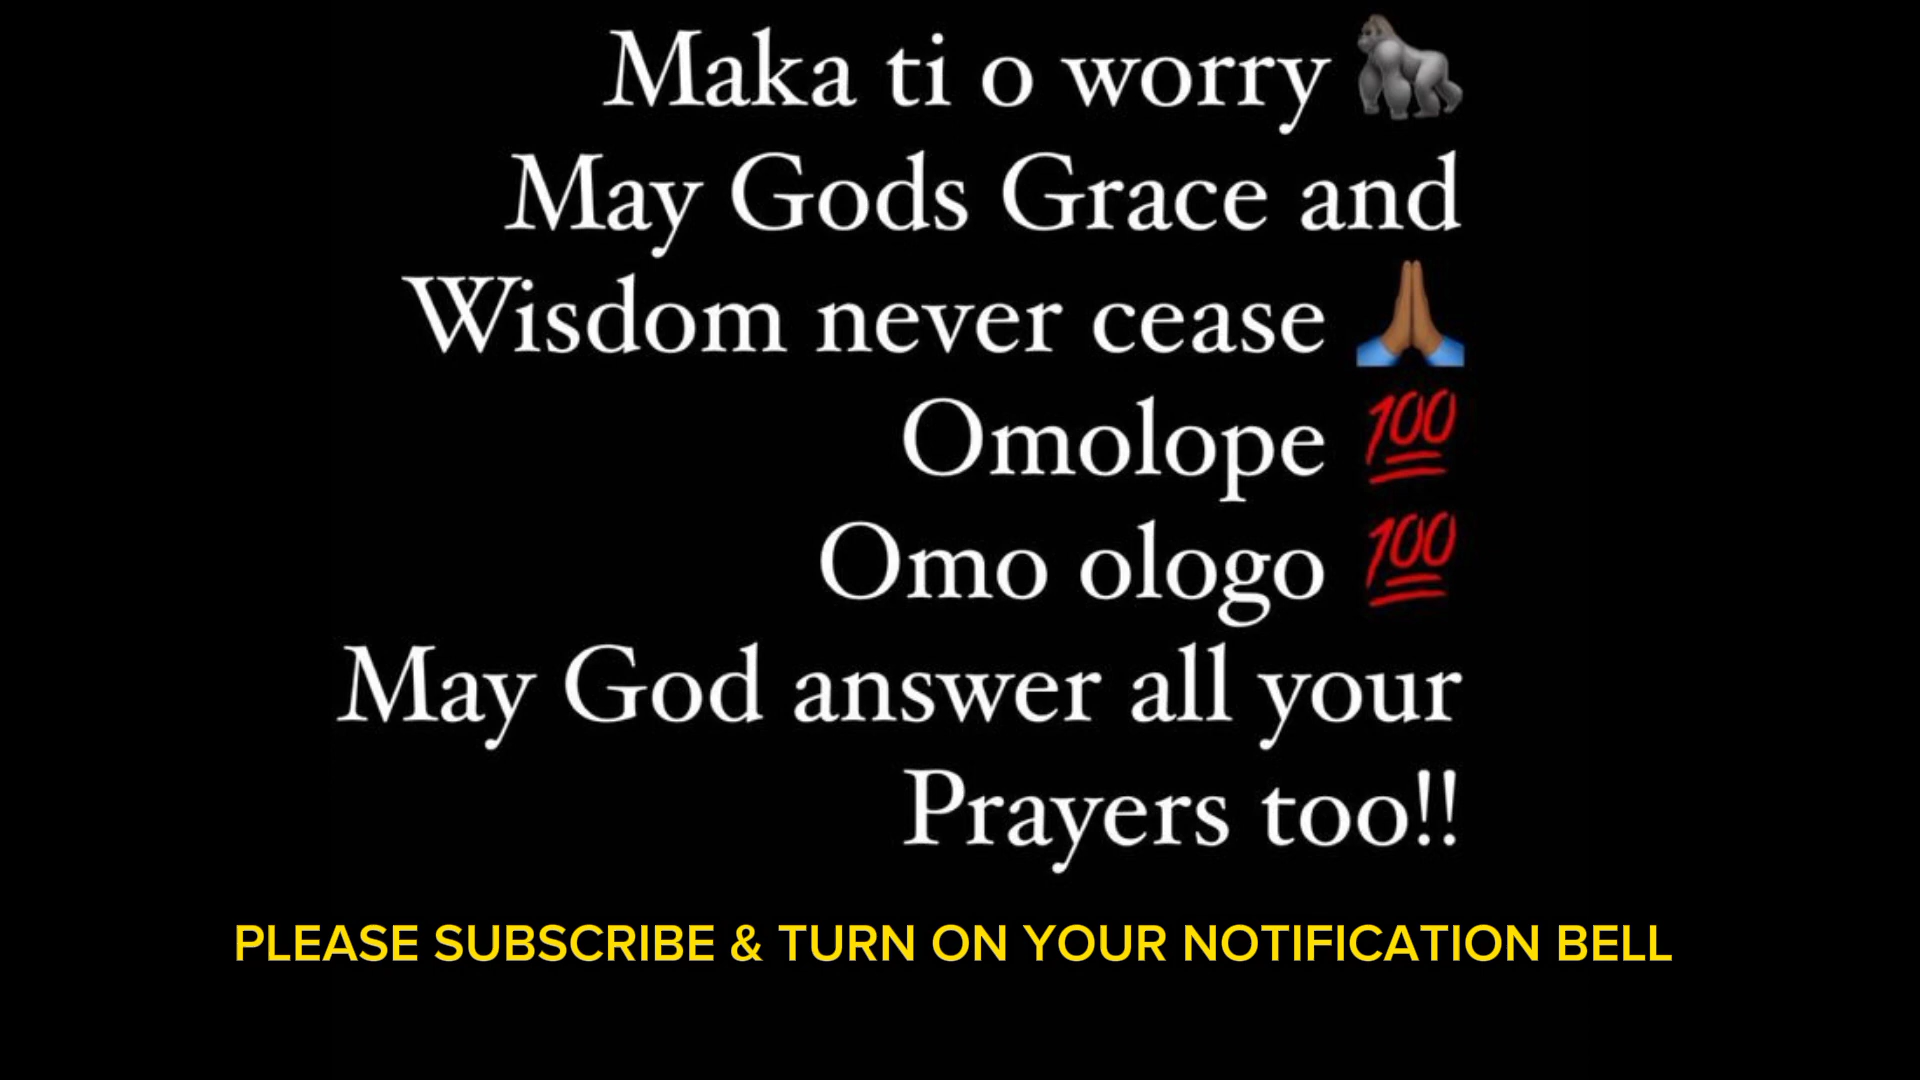 Maka ti o worry 🦍
May Gods Grace and
Wisdom never cease 🙏🏾
Omolope 💯
Omo ologo 💯
May God answer all your
Prayers too!!
PLEASE SUBSCRIBE & TURN ON YOUR NOTIFICATION BELL